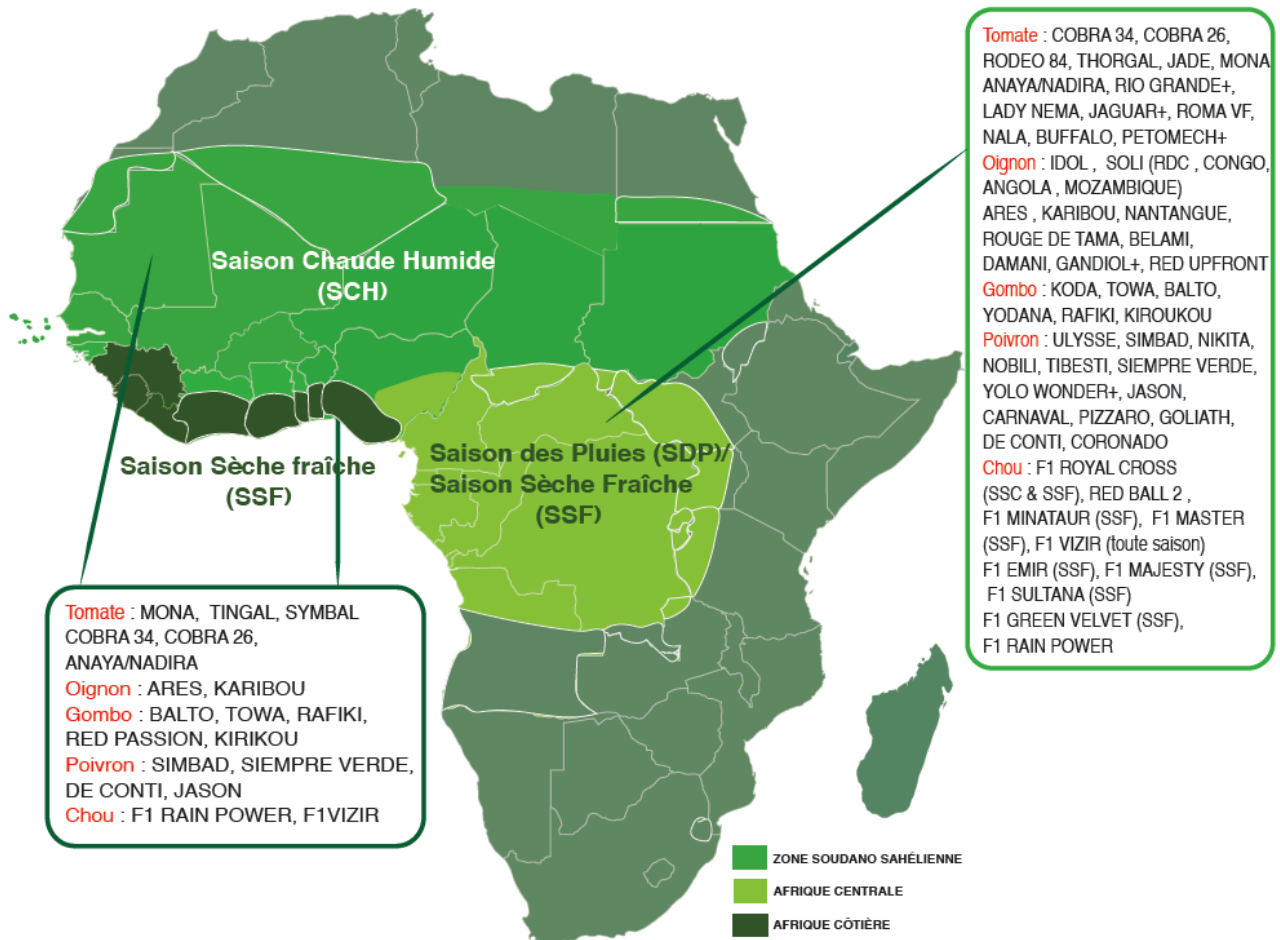 Saison Chaude Humide
(SCH)
Saison Sèche fraîche
(SSF)
Saison des Pluies (SDP)/
Saison Sèche Fraîche
(SSF)
Tomate : COBRA 34, COBRA 26,
RODEO 84, THORGAL, JADE, MONA
ANAYA/NADIRA, RIO GRANDE+,
LADY NEMA, JAGUAR+, ROMA VF,
NALA, BUFFALO, PETOMECH+
Oignon : IDOL , SOLI (RDC , CONGO,
ANGOLA , MOZAMBIQUE)
ARES , KARIBOU, NANTANGUE,
ROUGE DE TAMA, BELAMI,
DAMANI, GANDIOL+, RED UPFRONT
Gombo : KODA, TOWA, BALTO,
YODANA, RAFIKI, KIROUKOU
Poivron : ULYSSE, SIMBAD, NIKITA,
NOBILI, TIBESTI, SIEMPRE VERDE,
YOLO WONDER+, JASON,
CARNAVAL, PIZZARO, GOLIATH,
DE CONTI, CORONADO
Chou : F1 ROYAL CROSS
(SSC & SSF), RED BALL 2 ,
F1 MINATAUR (SSF), F1 MASTER
(SSF), F1 VIZIR (toute saison)
F1 EMIR (SSF), F1 MAJESTY (SSF),
F1 SULTANA (SSF)
F1 GREEN VELVET (SSF),
F1 RAIN POWER
Tomate : MONA, TINGAL, SYMBAL
COBRA 34, COBRA 26,
ANAYA/NADIRA
Oignon : ARES, KARIBOU
Gombo : BALTO, TOWA, RAFIKI,
RED PASSION, KIRIKOU
Poivron : SIMBAD, SIEMPRE VERDE,
DE CONTI, JASON
Chou : F1 RAIN POWER, F1VIZIR
ZONE SOUDANO SAHÉLIENNE
AFRIQUE CENTRALE
AFRIQUE CÔTIÈRE